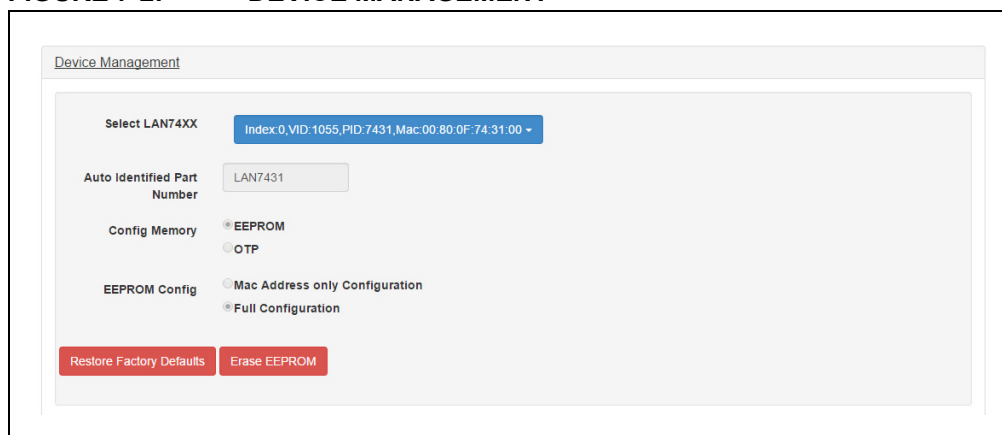 Device Management
Select LAN74XX
Index:0,VID:1055,PID:7431,Mac:00:80:0F:74:31:00
Auto Identified Part
Number
LAN7431
Config Memory
EEPROM
OTP
EEPROM Config
Mac Address only Configuration
Full Configuration
Restore Factory Defaults
Erase EEPROM